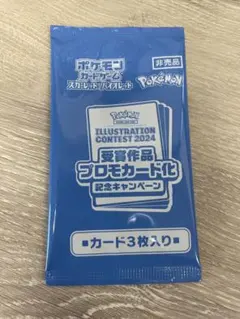 ポケモン
カードゲーム
スカーレット&バイオレット
非売品
Pokémon
Pokémon
ILLUSTRATION
CONTEST 2024
受賞作品
プロモカード化
記念キャンペーン
■カード3枚入り■